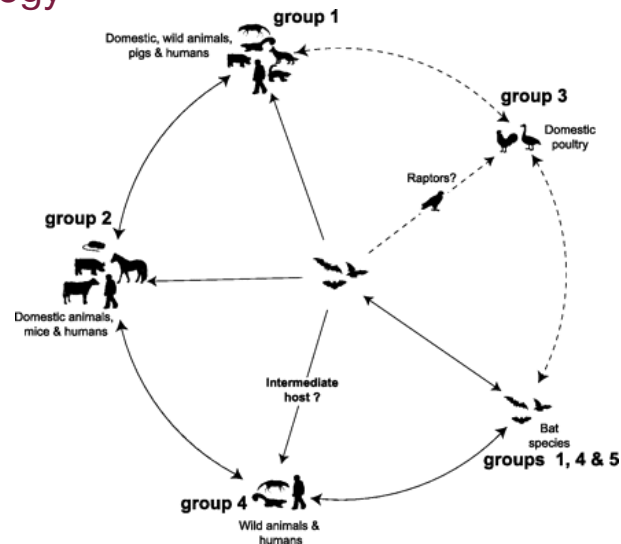 ogy
group 1
Domestic, wild animals,
pigs & humans
group 3
Domestic
poultry
Raptors?
group 2
Domestic animals,
mice & humans
Intermediate
host ?
Bat
species
groups 1, 4 & 5
group 4
Wild animals &
humans